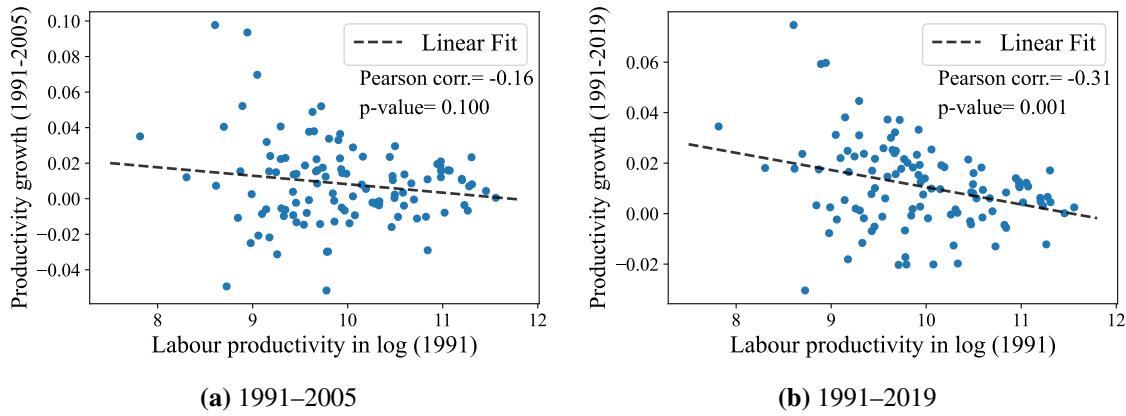 Productivity growth (1991-2005)
0.10
0.08
0.06
0.04
0.02
0.00
−0.02
−0.04
Linear Fit
Pearson corr.= -0.16
p-value= 0.100
8 9 10 11 12
Labour productivity in log (1991)
(a) 1991–2005
Productivity growth (1991-2019)
0.06
0.04
0.02
0.00
−0.02
Linear Fit
Pearson corr.= -0.31
p-value= 0.001
8 9 10 11 12
Labour productivity in log (1991)
(b) 1991–2019